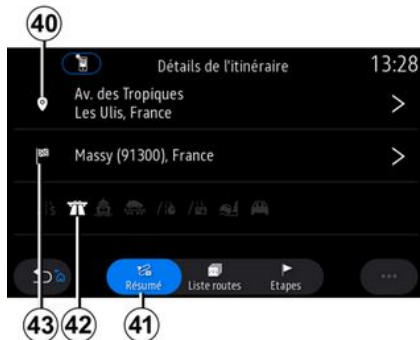 40
Détails de l'itinéraire
13:28
Av. des Tropiques
Les Ulis, France
Massy (91300), France
Résumé
Liste routes
Etapes
43
42
41